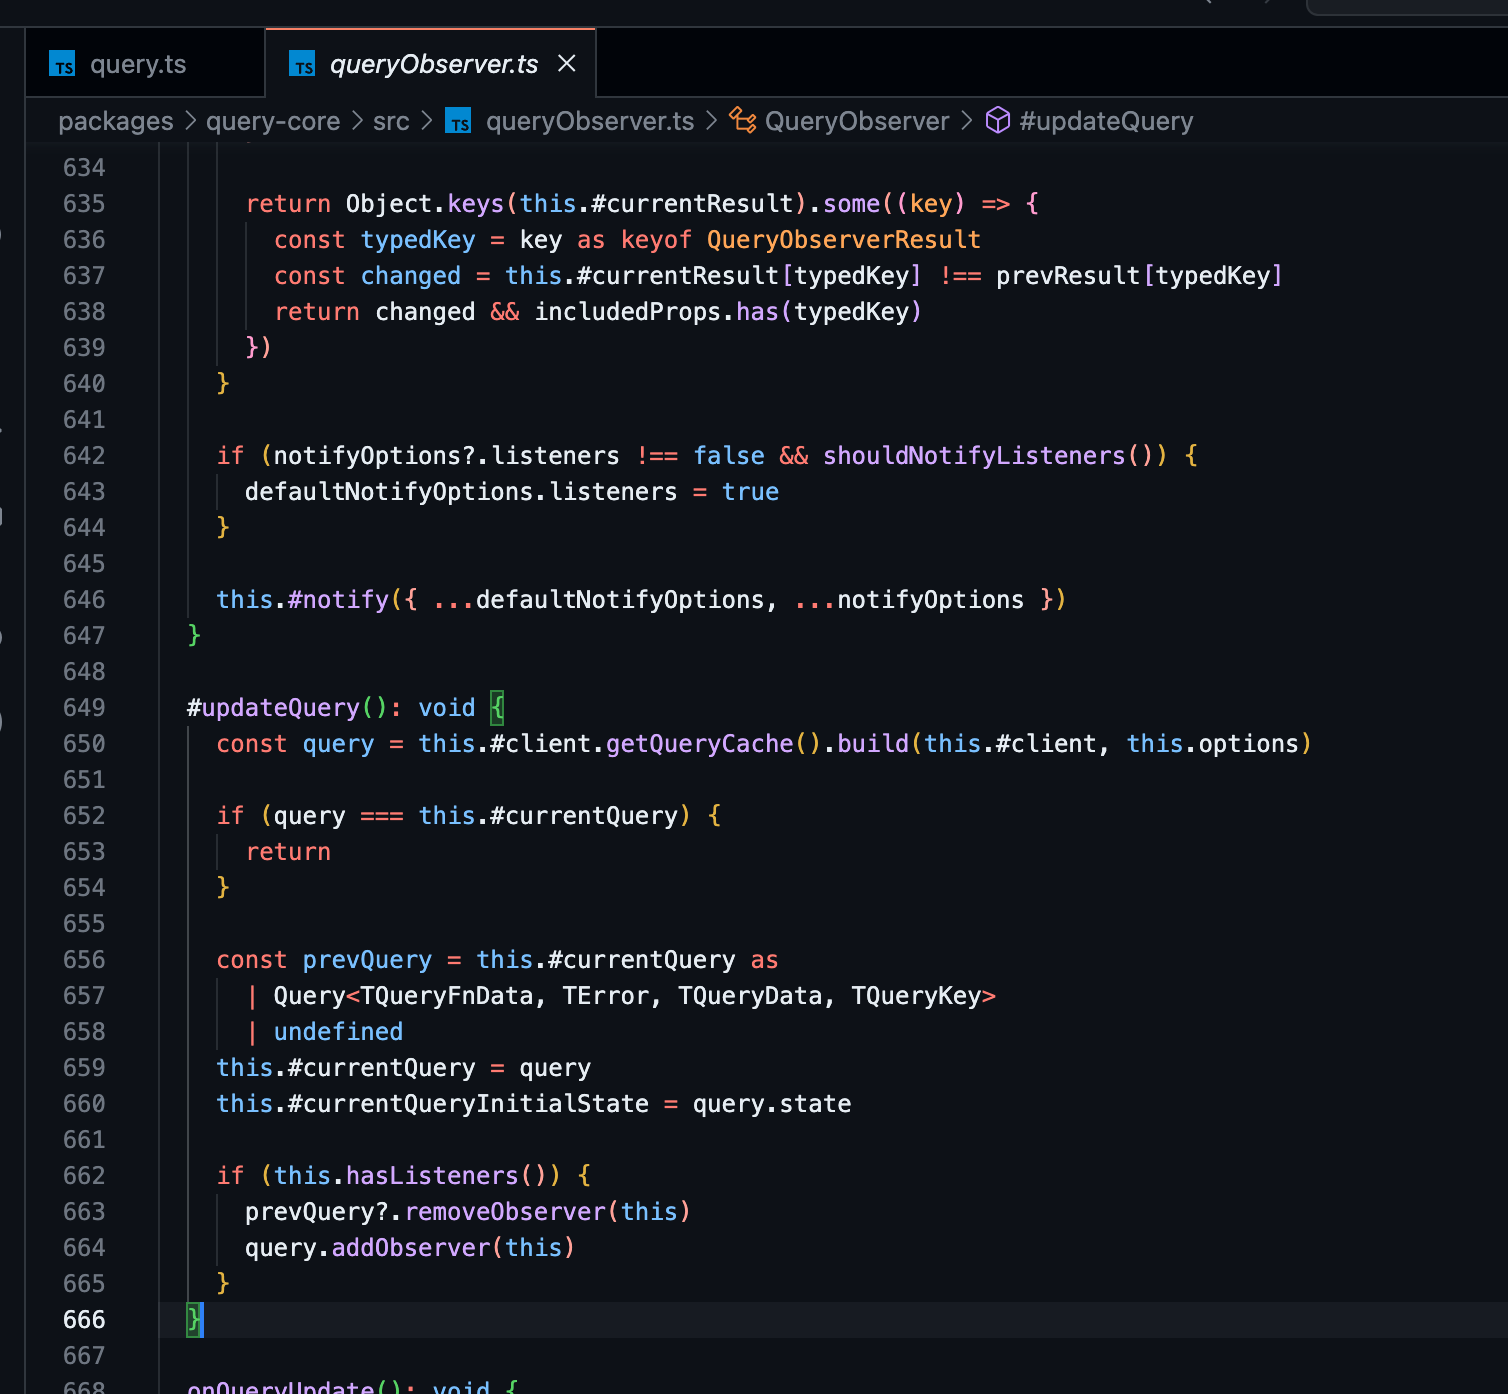 TS query.ts
TS queryObserver.ts
packages > query-core > src > TS queryObserver.ts > QueryObserver > #updateQuery
634
635 return Object.keys(this.#currentResult).some((key) => {
636 const typedKey = key as keyof QueryObserverResult
637 const changed = this.#currentResult[typedKey] !== prevResult[typedKey]
638 return changed && includedProps.has(typedKey)
639 })
640 }
641
642 if (notifyOptions?.listeners !== false && shouldNotifyListeners()) {
643 defaultNotifyOptions.listeners = true
644 }
645
646 this.#notify({ ...defaultNotifyOptions, ...notifyOptions })
647 }
648
649 #updateQuery(): void {
650 const query = this.#client.getQueryCache().build(this.#client, this.options)
651
652 if (query === this.#currentQuery) {
653 return
654 }
655
656 const prevQuery = this.#currentQuery as
657 | Query<TQueryFnData, TError, TQueryData, TQueryKey>
658 | undefined
659 this.#currentQuery = query
660 this.#currentQueryInitialState = query.state
661
662 if (this.hasListeners()) {
663 prevQuery?.removeObserver(this)
664 query.addObserver(this)
665 }
666 }
667
668 onQueryUpdate(): void {